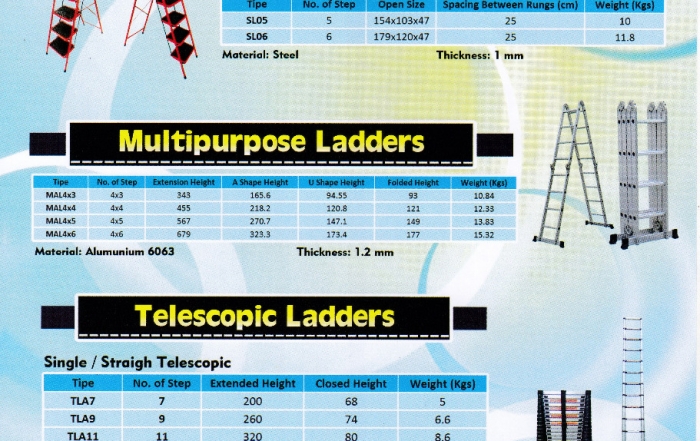 Tipe No. of Step Open Size Spacing Between Rungs (cm) Weight (Kgs)
SL05 5 154x103x47 25 10
SL06 6 179x120x47 25 11.8
Material: Steel Thickness: 1 mm
Multipurpose Ladders
Tipe No. of Step Extension Height A Shape Height U Shape Height Folded Height Weight (Kgs)
MAL4x3 4x3 343 165.6 94.55 93 10.84
MAL4x4 4x4 455 218.2 120.8 121 12.33
MAL4x5 4x5 567 270.7 147.1 149 13.83
MAL4x6 4x6 679 323.3 173.4 177 15.32
Material: Alumunium 6063 Thickness: 1.2 mm
Telescopic Ladders
Single / Straigh Telescopic
Tipe No. of Step Extended Height Closed Height Weight (Kgs)
TLA7 7 200 68 5
TLA9 9 260 74 6.6
TLA11 11 320 80 8.6